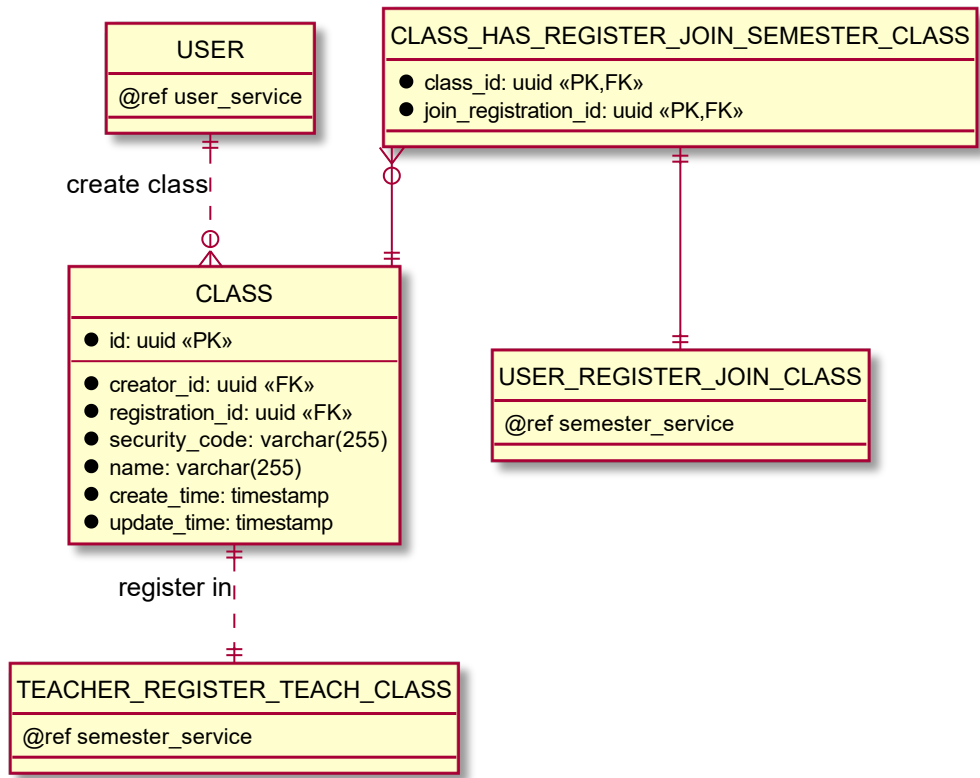 USER
@ref user_service
CLASS_HAS_REGISTER_JOIN_SEMESTER_CLASS
class_id: uuid «PK,FK»
join_registration_id: uuid «PK,FK»
create class
CLASS
id: uuid «PK»
creator_id: uuid «FK»
registration_id: uuid «FK»
security_code: varchar(255)
name: varchar(255)
create_time: timestamp
update_time: timestamp
USER_REGISTER_JOIN_CLASS
@ref semester_service
register in
TEACHER_REGISTER_TEACH_CLASS
@ref semester_service